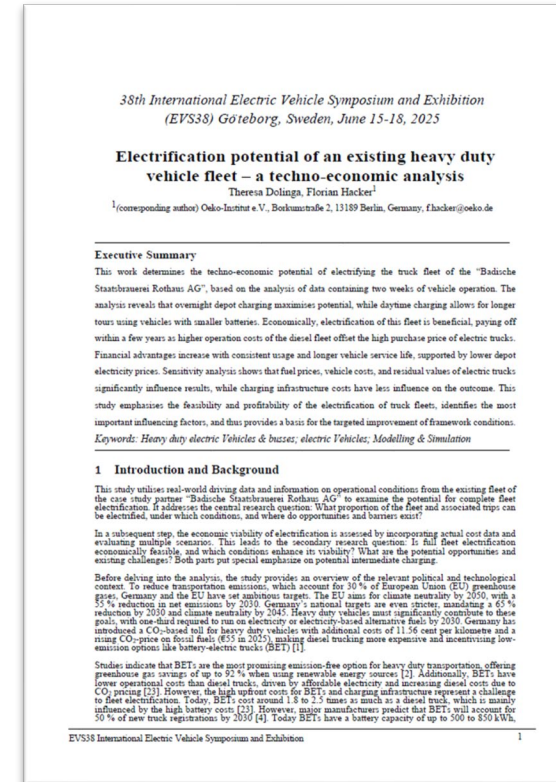 38th International Electric Vehicle Symposium and Exhibition
(EVS38) Göteborg, Sweden, June 15-18, 2025
Electrification potential of an existing heavy duty
vehicle fleet – a techno-economic analysis
Theresa Dolinga, Florian Hacker1
1(corresponding author) Oeko-Institut e.V., Borkumstraße 2, 13189 Berlin, Germany, f.hacker@oeko.de
Executive Summary
This work determines the techno-economic potential of electrifying the truck fleet of the “Badische
Staatsbrauerei Rothaus AG”, based on the analysis of data containing two weeks of vehicle operation. The
analysis reveals that overnight depot charging maximises potential, while daytime charging allows for longer
tours using vehicles with smaller batteries. Economically, electrification of this fleet is beneficial, paying off
within a few years as higher operation costs of the diesel fleet offset the high purchase price of electric trucks.
Financial advantages increase with consistent usage and longer vehicle service life, supported by lower depot
electricity prices. Sensitivity analysis shows that fuel prices, vehicle costs, and residual values of electric trucks
significantly influence results, while charging infrastructure costs have less influence on the outcome. This
study emphasises the feasibility and profitability of the electrification of truck fleets, identifies the most
important influencing factors, and thus provides a basis for the targeted improvement of framework conditions.
Keywords: Heavy duty electric Vehicles & busses; electric Vehicles; Modelling & Simulation
1 Introduction and Background
This study utilises real-world driving data and information on operational conditions from the existing fleet of
the case study partner “Badische Staatsbrauerei Rothaus AG” to examine the potential for complete fleet
electrification. It addresses the central research question: What proportion of the fleet and associated trips can
be electrified, under which conditions, and where do opportunities and barriers exist?
In a subsequent step, the economic viability of electrification is assessed by incorporating actual cost data and
evaluating multiple scenarios. This leads to the secondary research question: Is full fleet electrification
economically feasible, and which conditions enhance its viability? What are the potential opportunities and
existing challenges? Both parts put special emphasise on potential intermediate charging.
Before delving into the analysis, the study provides an overview of the relevant political and technological
context. To reduce transportation emissions, which account for 30 % of European Union (EU) greenhouse
gases, Germany and the EU have set ambitious targets. The EU aims for climate neutrality by 2050, with a
55 % reduction in net emissions by 2030. Germany’s national targets are even stricter, mandating a 65 %
reduction by 2030 and climate neutrality by 2045. Heavy duty vehicles must significantly contribute to these
goals, with one-third required to run on electricity or electricity-based alternative fuels by 2030. Germany has
introduced a CO2-based toll for heavy duty vehicles with additional costs of 11.56 cent per kilometre and a
rising CO2-price on fossil fuels (€55 in 2025), making diesel trucking more expensive and incentivising low-
emission options like battery-electric trucks (BET) [1].
Studies indicate that BETs are the most promising emission-free option for heavy duty transportation, offering
greenhouse gas savings of up to 92 % when using renewable energy sources [2]. Additionally, BETs have
lower operational costs than diesel trucks, driven by affordable electricity and increasing diesel costs due to
CO2 pricing [23]. However, the high upfront costs for BETs and charging infrastructure represent a challenge
to fleet electrification. Today, BETs cost around 1.8 to 2.5 times as much as a diesel truck, which is mainly
influenced by the high battery costs [23]. However, major manufacturers predict that BETs will account for
50 % of new truck registrations by 2030 [4]. Today BETs have a battery capacity of up to 500 to 850 kWh,
EVS38 International Electric Vehicle Symposium and Exhibition 1